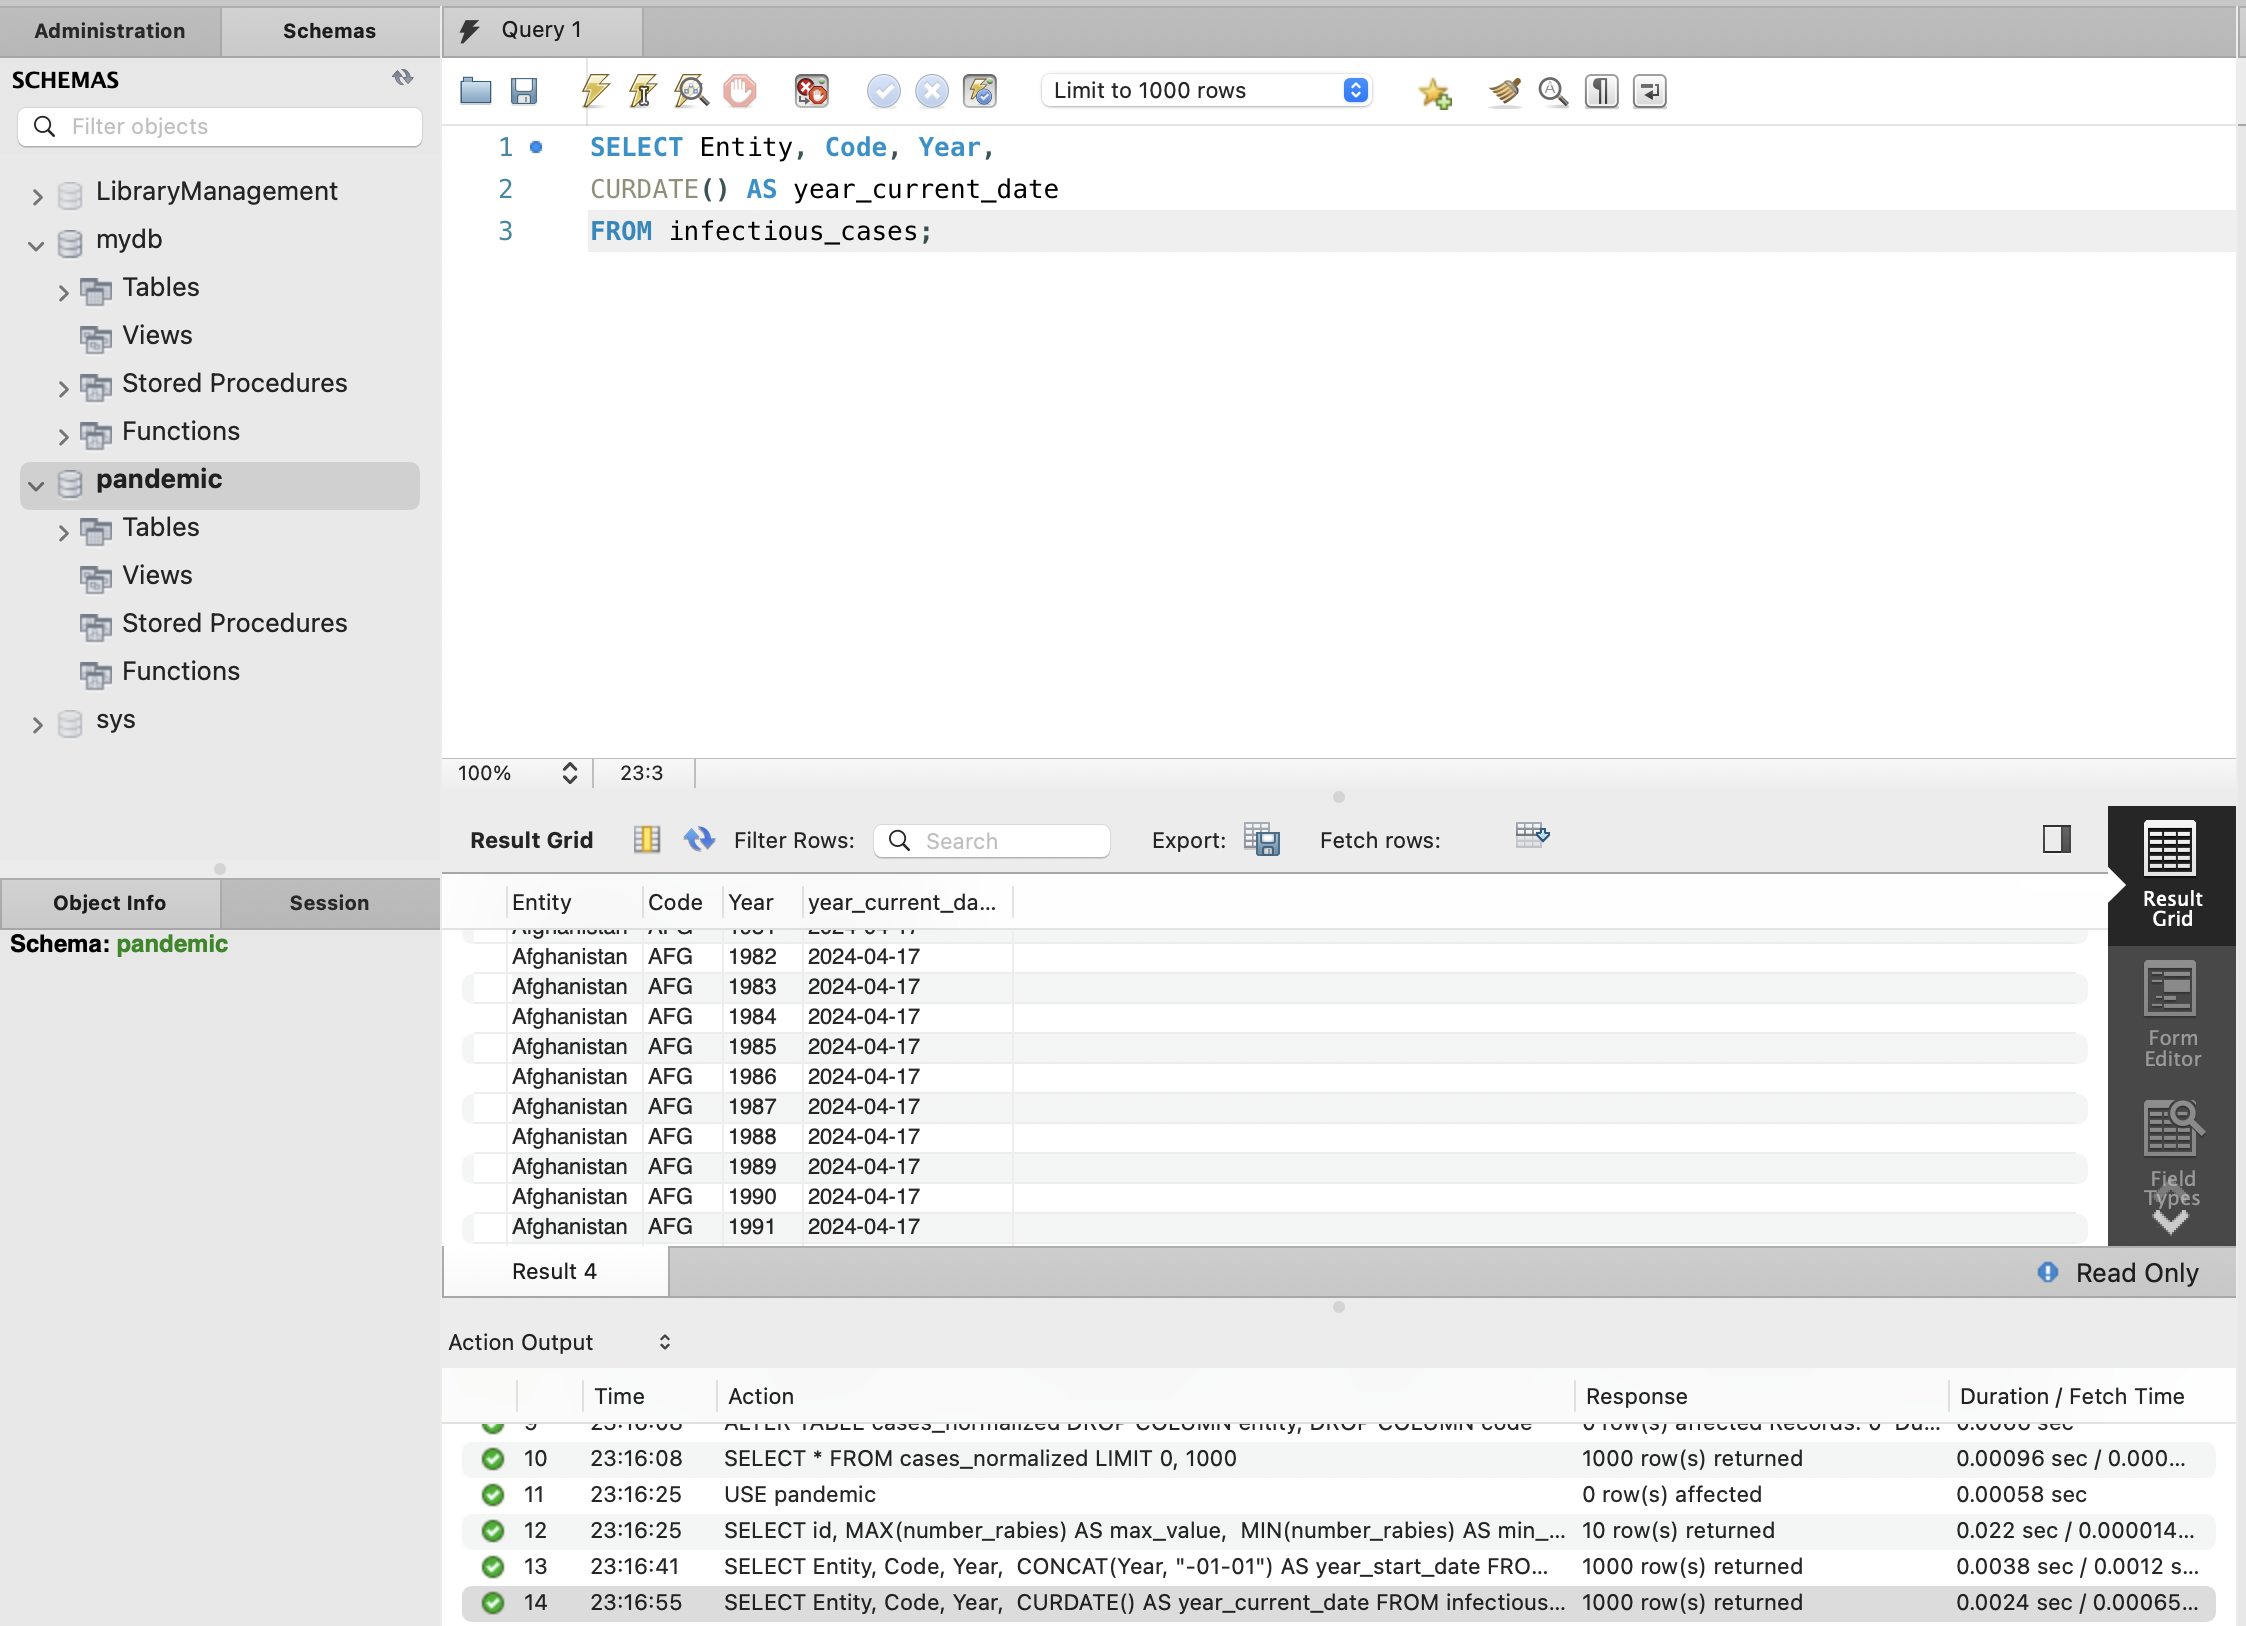 Administration
Schemas
SCHEMAS
Filter objects
LibraryManagement
mydb
Tables
Views
Stored Procedures
Functions
pandemic
Tables
Views
Stored Procedures
Functions
sys
Object Info
Session
Schema: pandemic
Query 1
Limit to 1000 rows
1 SELECT Entity, Code, Year,
2 CURDATE() AS year_current_date
3 FROM infectious_cases;
100% 23:3
Result Grid Filter Rows: Search Export: Fetch rows:
Entity Code Year year_current_da...
Afghanistan AFG 1981 2024-04-17
Afghanistan AFG 1982 2024-04-17
Afghanistan AFG 1983 2024-04-17
Afghanistan AFG 1984 2024-04-17
Afghanistan AFG 1985 2024-04-17
Afghanistan AFG 1986 2024-04-17
Afghanistan AFG 1987 2024-04-17
Afghanistan AFG 1988 2024-04-17
Afghanistan AFG 1989 2024-04-17
Afghanistan AFG 1990 2024-04-17
Afghanistan AFG 1991 2024-04-17
Result
Grid
Form
Editor
Field
Types
Result 4
Read Only
Action Output
Time Action Response Duration / Fetch Time
9 23:16:08 ALTER TABLE cases_normalized DROP COLUMN entity, DROP COLUMN code 0 row(s) affected Records: 0 Du...
10 23:16:08 SELECT * FROM cases_normalized LIMIT 0, 1000 1000 row(s) returned 0.00096 sec / 0.000...
11 23:16:25 USE pandemic 0 row(s) affected 0.00058 sec
12 23:16:25 SELECT id, MAX(number_rabies) AS max_value, MIN(number_rabies) AS min_... 10 row(s) returned 0.022 sec / 0.000014...
13 23:16:41 SELECT Entity, Code, Year, CONCAT(Year, "-01-01") AS year_start_date FRO... 1000 row(s) returned 0.0038 sec / 0.0012 s...
14 23:16:55 SELECT Entity, Code, Year, CURDATE() AS year_current_date FROM infectious... 1000 row(s) returned 0.0024 sec / 0.00065...